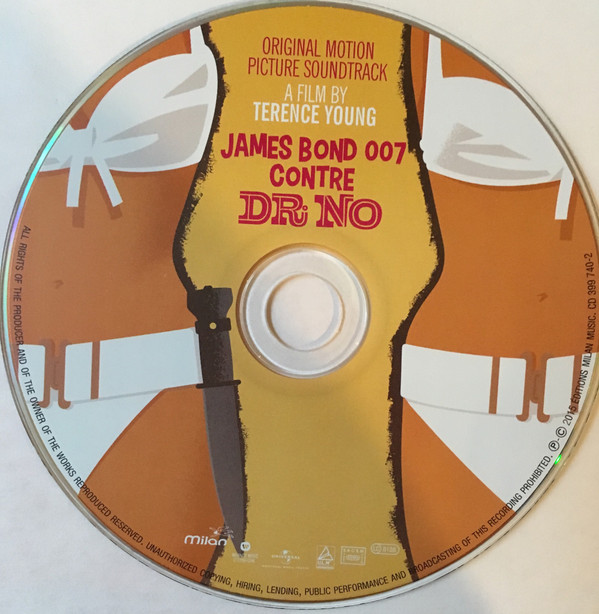 ORIGINAL MOTION
PICTURE SOUNDTRACK
A FILM BY
TERENCE YOUNG
JAMES BOND 007
CONTRE
DR. NO
Milan
ALL RIGHTS OF THE PRODUCER AND OF THE OWNER OF THE WORKS REPRODUCED RESERVED. UNAUTHORIZED COPYING, HIRING, LENDING, PUBLIC PERFORMANCE AND BROADCASTING OF THIS RECORDING PROHIBITED. ℗ © 2015 EDITIONS MILAN MUSIC. CD 399 740-2